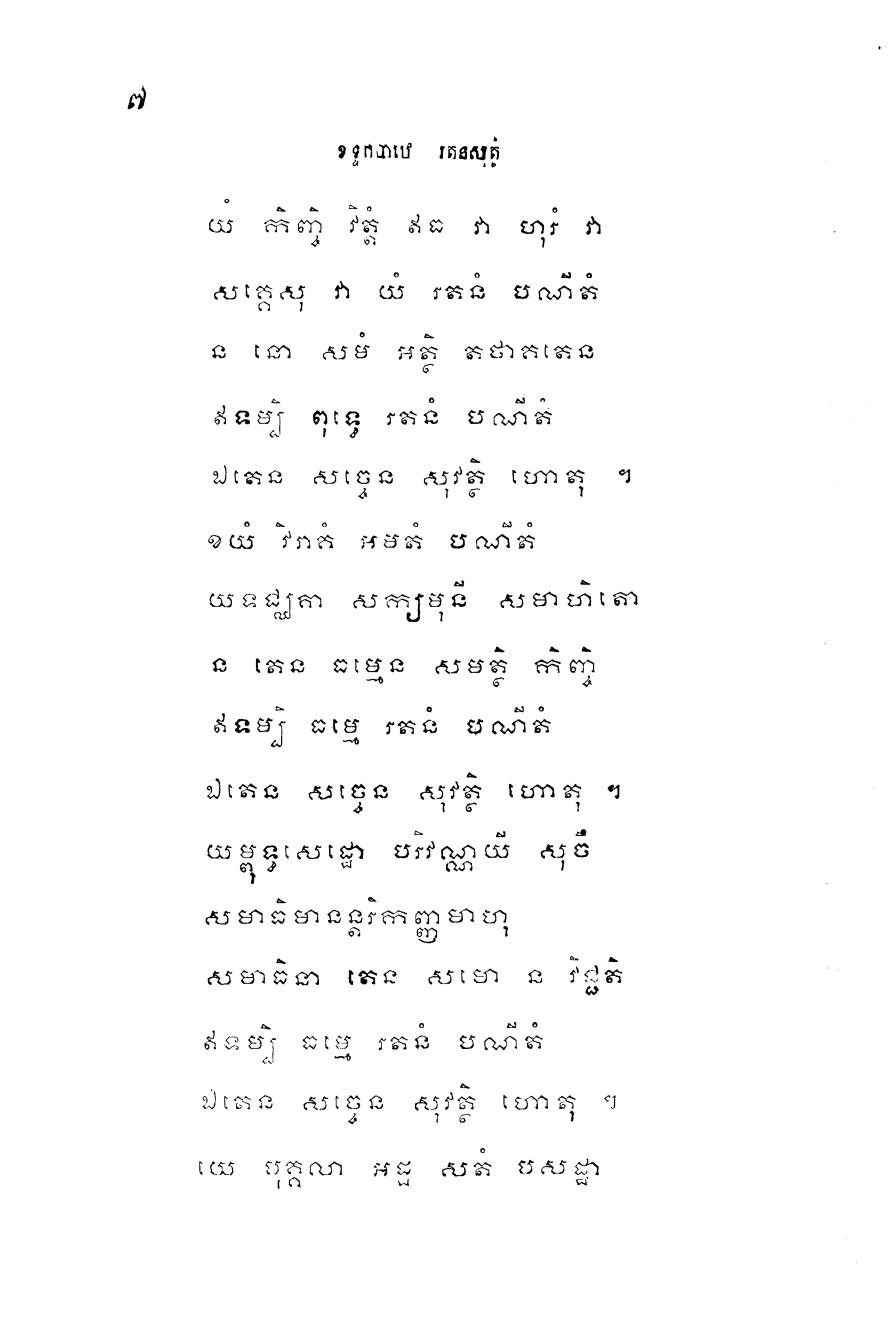 ៧
ខុទ្ទកបាឋេ រតនសុត្តំ
យំ កិញ្ចិ វិត្តំ ឥធ វា ហុរំ វា
សគ្គេសុ វា យំ រតនំ បណីតំ
ន នោ សមំ អត្ថិ តថាគតេន
ឥទម្បិ ពុទ្ធេ រតនំ បណីតំ
ឯតេន សច្ចេន សុវត្ថិ ហោតុ ។
ខយំ វិរាគំ អមតំ បណីតំ
យទជ្ឈគា សក្យមុនី សមាហិតោ
ន តេន ធម្មេន សមត្ថិ កិញ្ចិ
ឥទម្បិ ធម្មេ រតនំ បណីតំ
ឯតេន សច្ចេន សុវត្ថិ ហោតុ ។
យម្ពុទ្ធសេដ្ឋោ បរិវណ្ណយី សុចឹ
សមាធិមានន្តរិកញ្ញមាហុ
សមាធិនា តេន សមោ ន វិជ្ជតិ
ឥទម្បិ ធម្មេ រតនំ បណីតំ
ឯតេន សច្ចេន សុវត្ថិ ហោតុ ។
យេ បុគ្គលា អដ្ឋ សតំ បសដ្ឋា